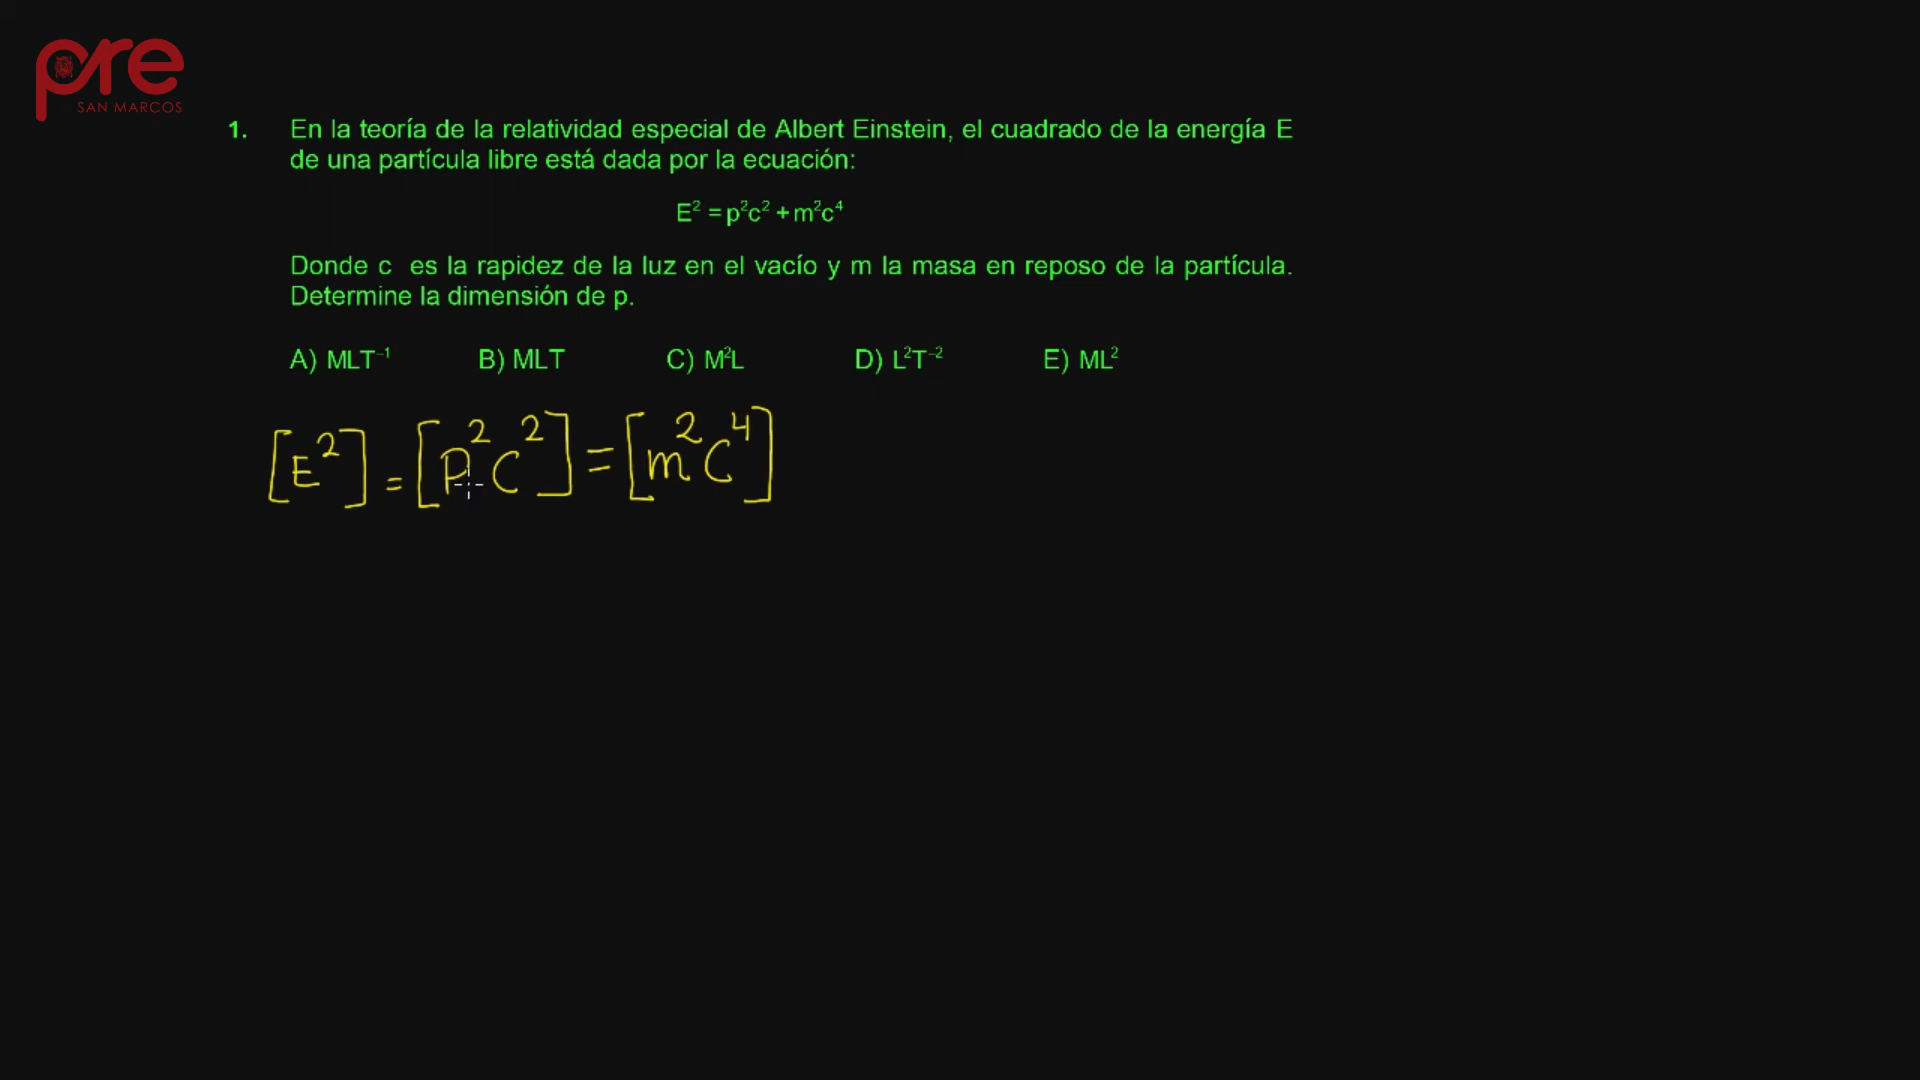 pre
SAN MARCOS
1. En la teoría de la relatividad especial de Albert Einstein, el cuadrado de la energía E
de una partícula libre está dada por la ecuación:
E² = p²c² + m²c⁴
Donde c es la rapidez de la luz en el vacío y m la masa en reposo de la partícula.
Determine la dimensión de p.
A) MLT⁻¹ B) MLT C) M²L D) L²T⁻² E) ML²
[E²] = [P²C²] = [m²C⁴]